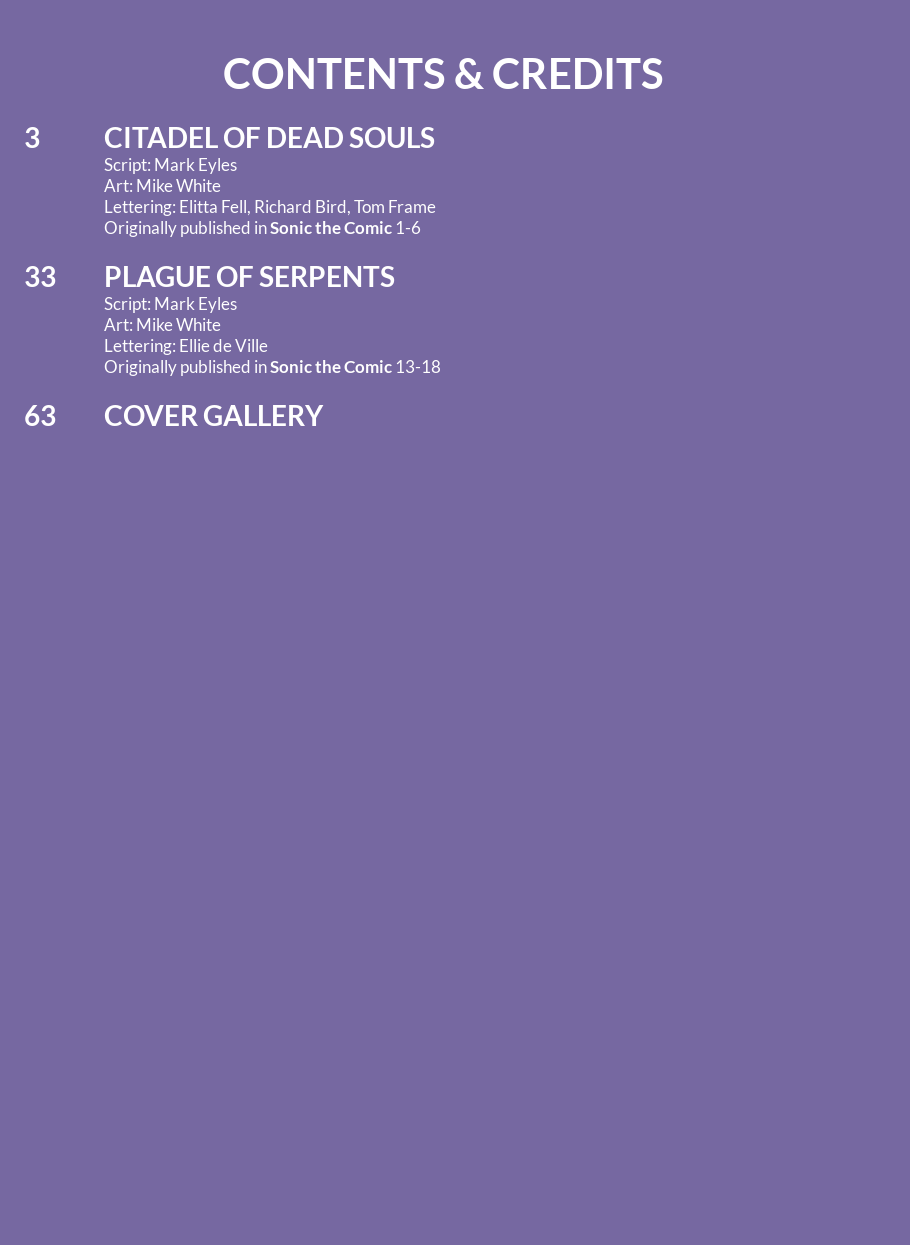 CONTENTS & CREDITS
3 CITADEL OF DEAD SOULS
Script: Mark Eyles
Art: Mike White
Lettering: Elitta Fell, Richard Bird, Tom Frame
Originally published in Sonic the Comic 1-6
33 PLAGUE OF SERPENTS
Script: Mark Eyles
Art: Mike White
Lettering: Ellie de Ville
Originally published in Sonic the Comic 13-18
63 COVER GALLERY